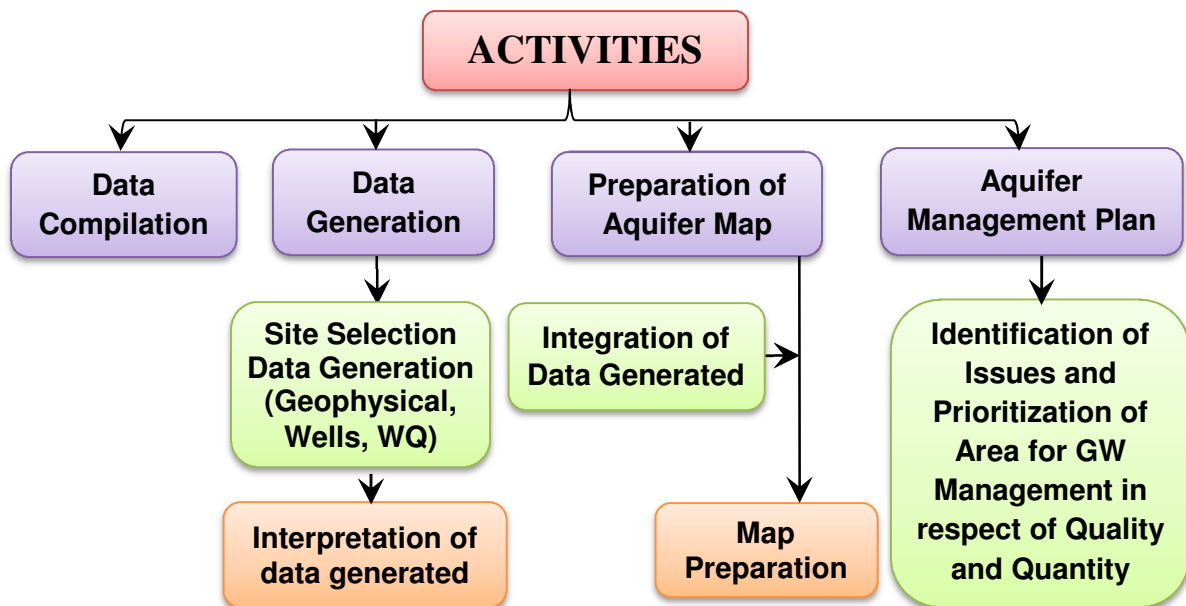 ACTIVITIES
Data
Compilation
Data
Generation
Preparation of
Aquifer Map
Aquifer
Management Plan
Site Selection
Data Generation
(Geophysical,
Wells, WQ)
Integration of
Data Generated
Identification of
Issues and
Prioritization of
Area for GW
Management in
respect of Quality
and Quantity
Interpretation of
data generated
Map
Preparation